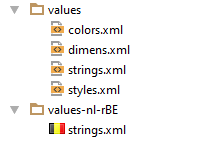 values
colors.xml
dimens.xml
strings.xml
styles.xml
values-nl-rBE
strings.xml